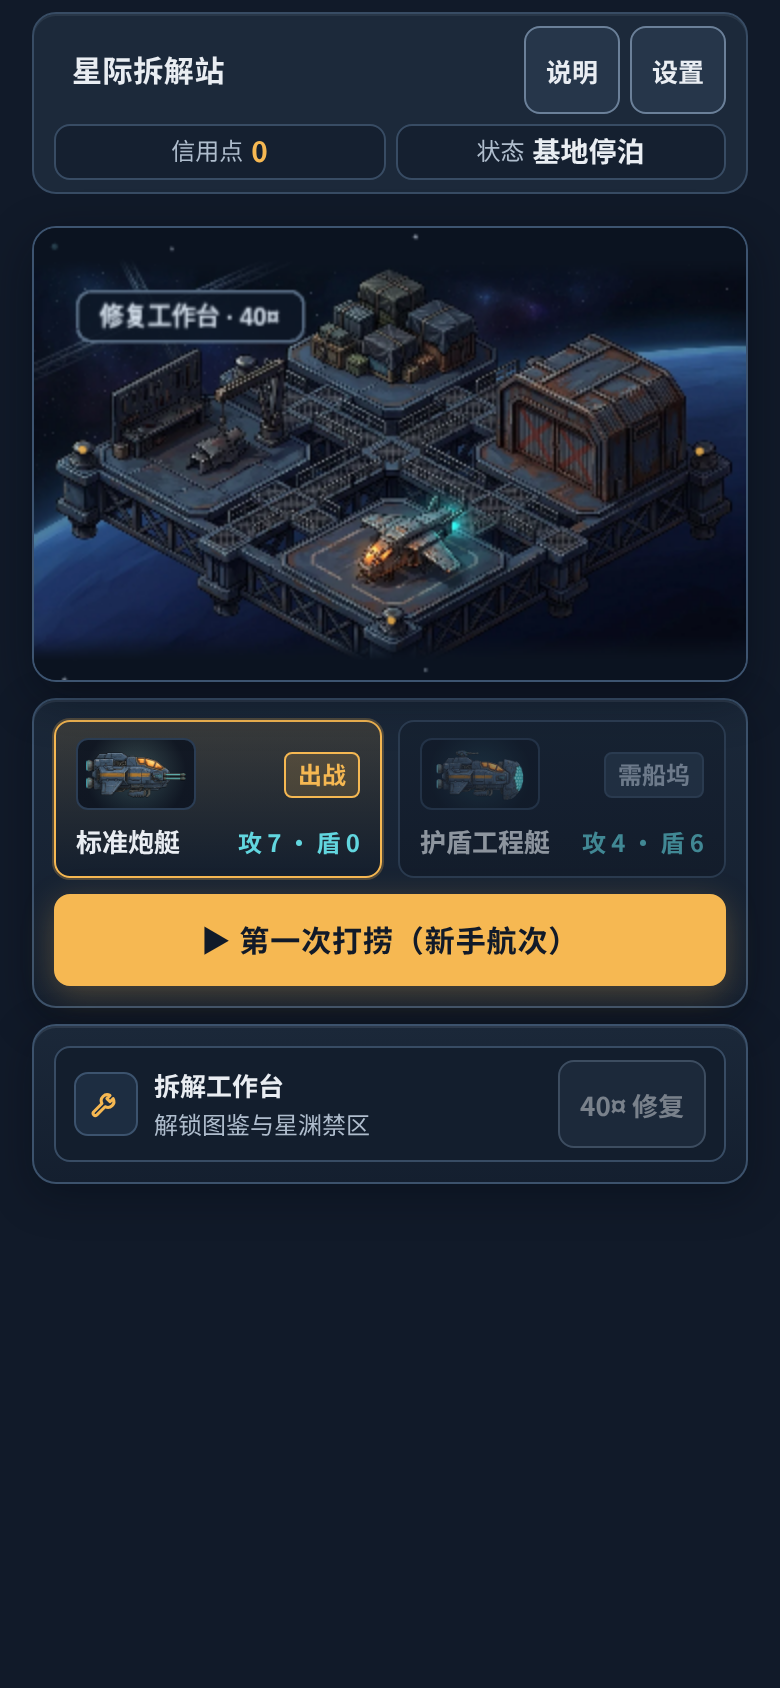 星际拆解站
说明
设置
信用点 0
状态 基地停泊
修复工作台 · 40¤
出战
标准炮艇
攻 7 · 盾 0
需船坞
护盾工程艇
攻 4 · 盾 6
▶ 第一次打捞（新手航次）
拆解工作台
解锁图鉴与星渊禁区
40¤ 修复